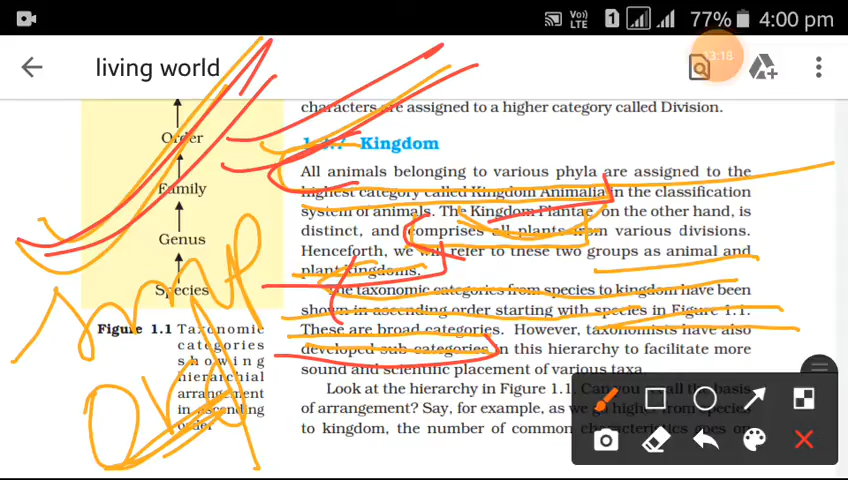 Vo)
LTE
1
77%
4:00 pm
living world
13:18
Order
Family
Genus
Species
Figure 1.1 Taxonomic
categories
showing
hierarchial
arrangement
in ascending
order
characters are assigned to a higher category called Division.
Kingdom
All animals belonging to various phyla are assigned to the
highest category called Kingdom Animalia in the classification
system of animals. The Kingdom Plantae, on the other hand, is
distinct, and comprises all plants from various divisions.
Henceforth, we will refer to these two groups as animal and
plant kingdoms.
The taxonomic categories from species to kingdom have been
shown in ascending order starting with species in Figure 1.1.
These are broad categories. However, taxonomists have also
developed sub-categories in this hierarchy to facilitate more
sound and scientific placement of various taxa.
Look at the hierarchy in Figure 1.1. Can you recall the basis
of arrangement? Say, for example, as we go higher from species
to kingdom, the number of common characteristics goes on